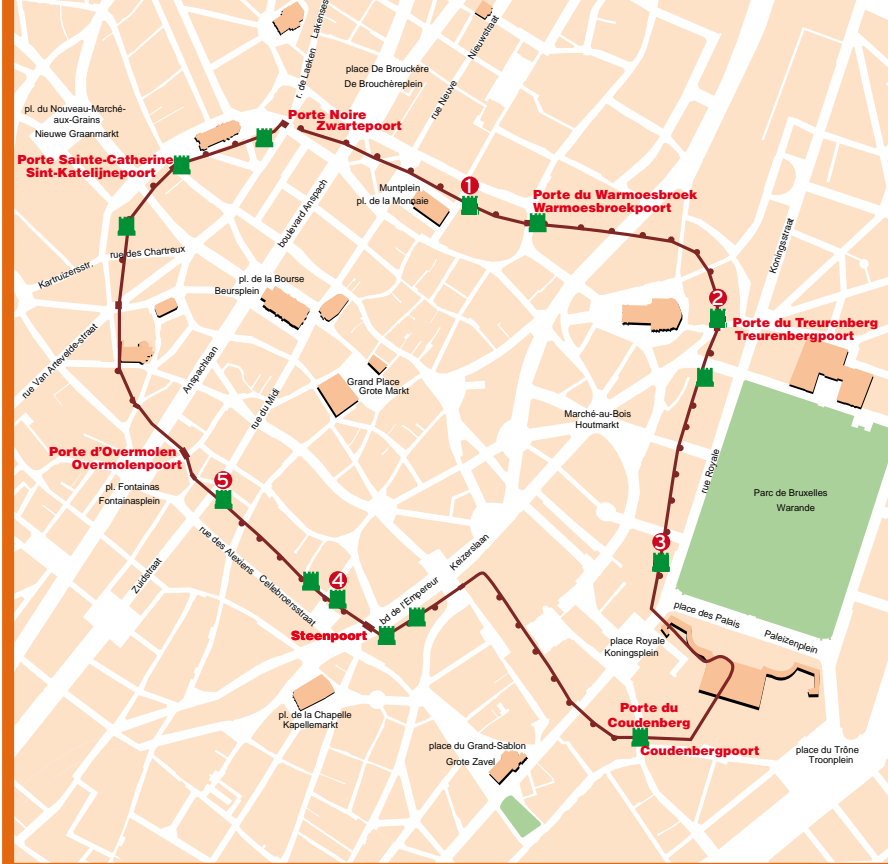 Lakensestraat
r. de Laeken
Nieuwstraat
rue Neuve
place De Brouckère
De Brouchèreplein
pl. du Nouveau-Marché-
aux-Grains
Nieuwe Graanmarkt
Porte Noire
Zwartepoort
Porte Sainte-Catherine
Sint-Katelijnepoort
1
Muntplein
pl. de la Monnaie
Porte du Warmoesbroek
Warmoesbroekpoort
boulevard Anspach
Koningsstraat
rue des Chartreux
Kartruizersstr.
pl. de la Bourse
Beursplein
2
Porte du Treurenberg
Treurenbergpoort
rue Van Artevelde-straat
Anspachlaan
rue du Midi
Grand Place
Grote Markt
Marché-au-Bois
Houtmarkt
Porte d'Overmolen
Overmolenpoort
rue Royale
5
pl. Fontainas
Fontainasplein
Parc de Bruxelles
Warande
3
rue des Alexiens
Cellebroersstraat
Zuidstraat
4
bd de l'Empereur
Keizerslaan
Steenpoort
place des Palais
Paleizenplein
place Royale
Koningsplein
pl. de la Chapelle
Kapellemarkt
Porte du
Coudenberg
Coudenbergpoort
place du Grand-Sablon
Grote Zavel
place du Trône
Troonplein